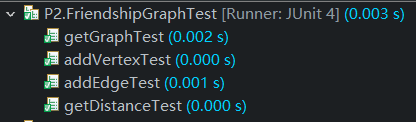 P2.FriendshipGraphTest [Runner: JUnit 4] (0.003 s)
getGraphTest (0.002 s)
addVertexTest (0.000 s)
addEdgeTest (0.001 s)
getDistanceTest (0.000 s)